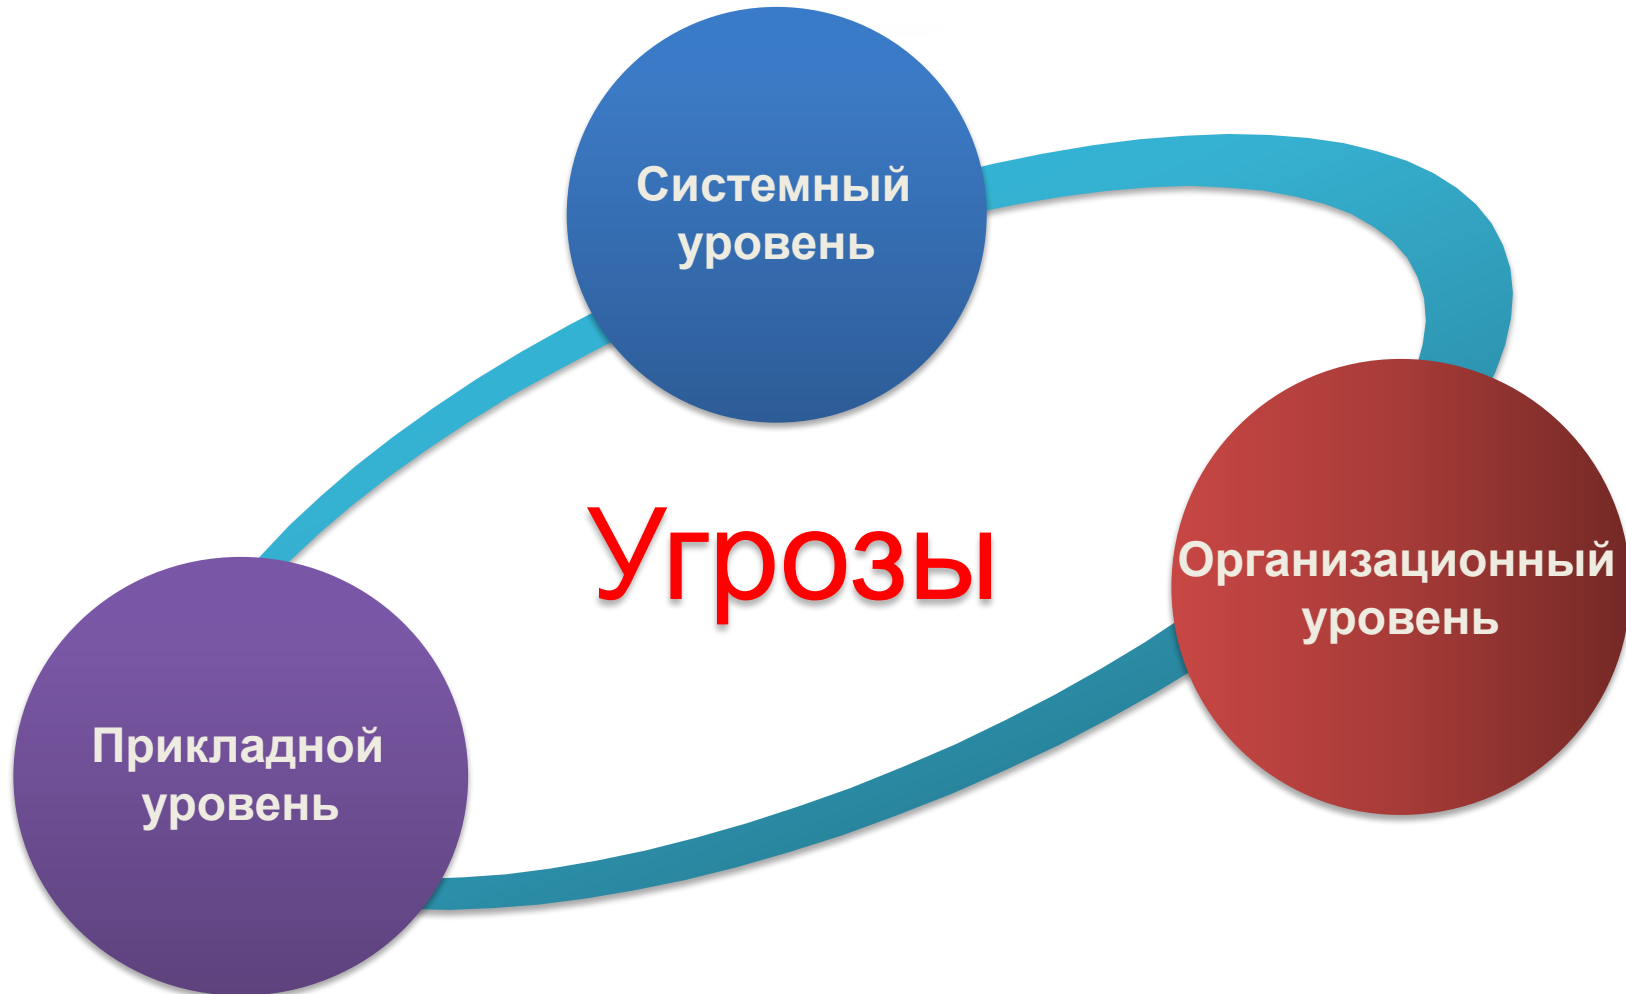 Системный
уровень
Угрозы
Организационный
уровень
Прикладной
уровень